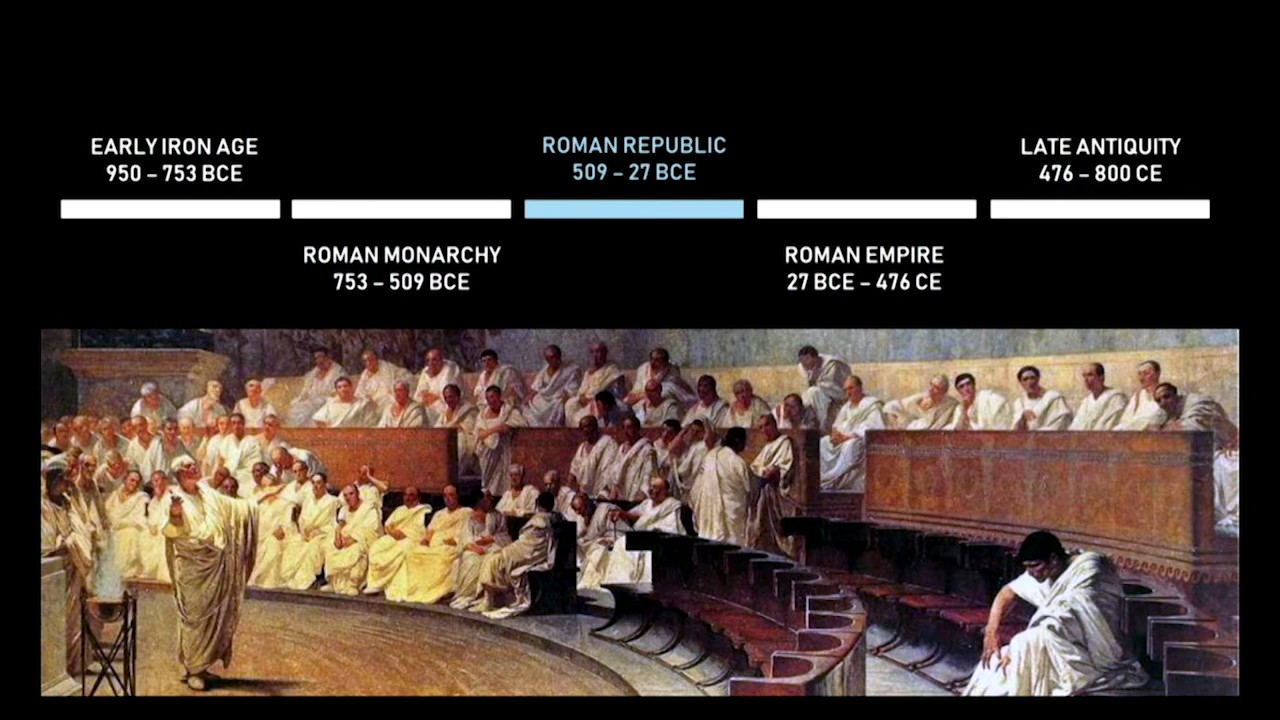 EARLY IRON AGE
950 – 753 BCE
ROMAN MONARCHY
753 – 509 BCE
ROMAN REPUBLIC
509 – 27 BCE
ROMAN EMPIRE
27 BCE – 476 CE
LATE ANTIQUITY
476 – 800 CE